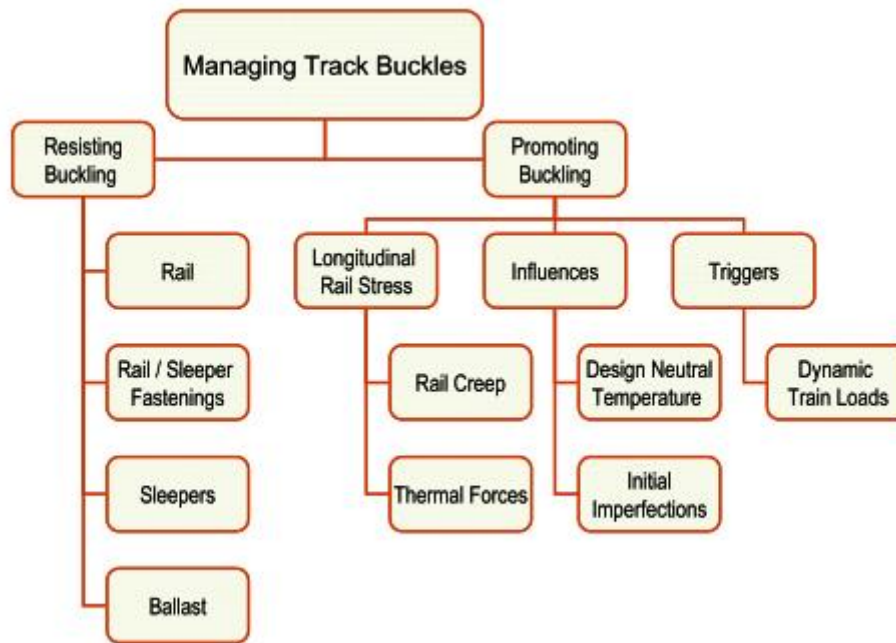 Managing Track Buckles
Resisting
Buckling
Promoting
Buckling
Rail
Longitudinal
Rail Stress
Influences
Triggers
Rail / Sleeper
Fastenings
Rail Creep
Design Neutral
Temperature
Dynamic
Train Loads
Sleepers
Thermal Forces
Initial
Imperfections
Ballast